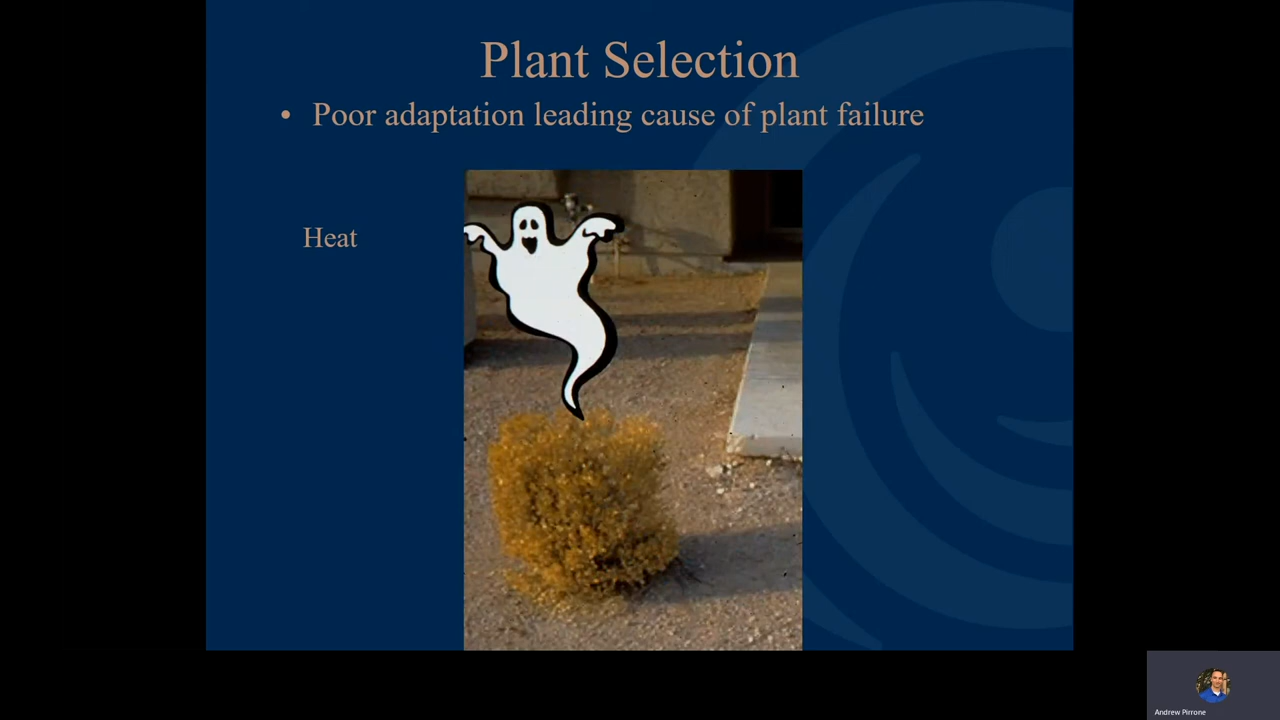 Plant Selection
• Poor adaptation leading cause of plant failure
Heat
Andrew Pirrone